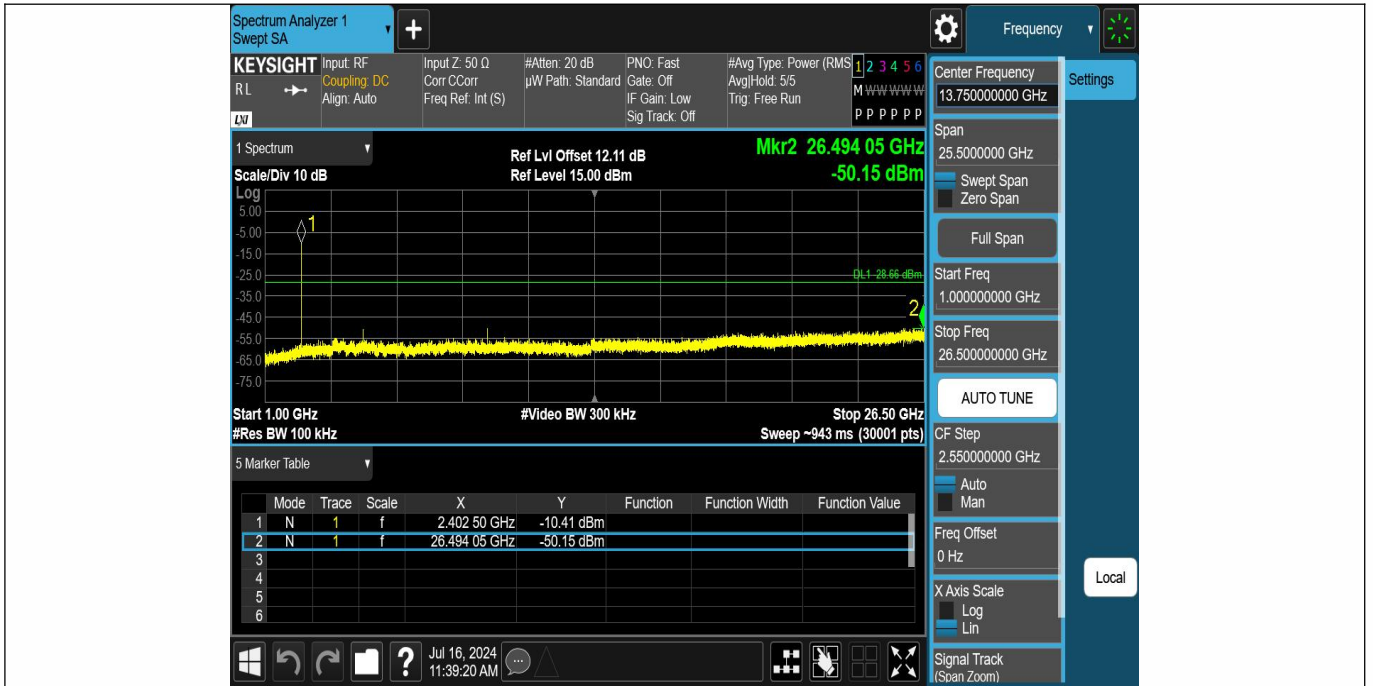 Spectrum Analyzer 1
Swept SA
+
Frequency
KEYSIGHT
RL
LXI
Input: RF
Coupling: DC
Align: Auto
Input Z: 50 Ω
Corr CCorr
Freq Ref: Int (S)
#Atten: 20 dB
µW Path: Standard
PNO: Fast
Gate: Off
IF Gain: Low
Sig Track: Off
#Avg Type: Power (RMS
Avg|Hold: 5/5
Trig: Free Run
1 2 3 4 5 6
M W W W W W
P P P P P P
1 Spectrum
Scale/Div 10 dB
Ref Lvl Offset 12.11 dB
Ref Level 15.00 dBm
Mkr2 26.494 05 GHz
-50.15 dBm
Log
5.00
-5.00
-15.0
-25.0
-35.0
-45.0
-55.0
-65.0
-75.0
1
DL1 -28.66 dBm
2
Start 1.00 GHz
#Video BW 300 kHz
Stop 26.50 GHz
#Res BW 100 kHz
Sweep ~943 ms (30001 pts)
5 Marker Table
Mode Trace Scale X Y Function Function Width Function Value
1 N 1 f 2.402 50 GHz -10.41 dBm
2 N 1 f 26.494 05 GHz -50.15 dBm
3
4
5
6
Jul 16, 2024
11:39:20 AM
?
Center Frequency
13.750000000 GHz
Settings
Span
25.5000000 GHz
Swept Span
Zero Span
Full Span
Start Freq
1.000000000 GHz
Stop Freq
26.500000000 GHz
AUTO TUNE
CF Step
2.550000000 GHz
Auto
Man
Freq Offset
0 Hz
X Axis Scale
Log
Lin
Local
Signal Track
(Span Zoom)